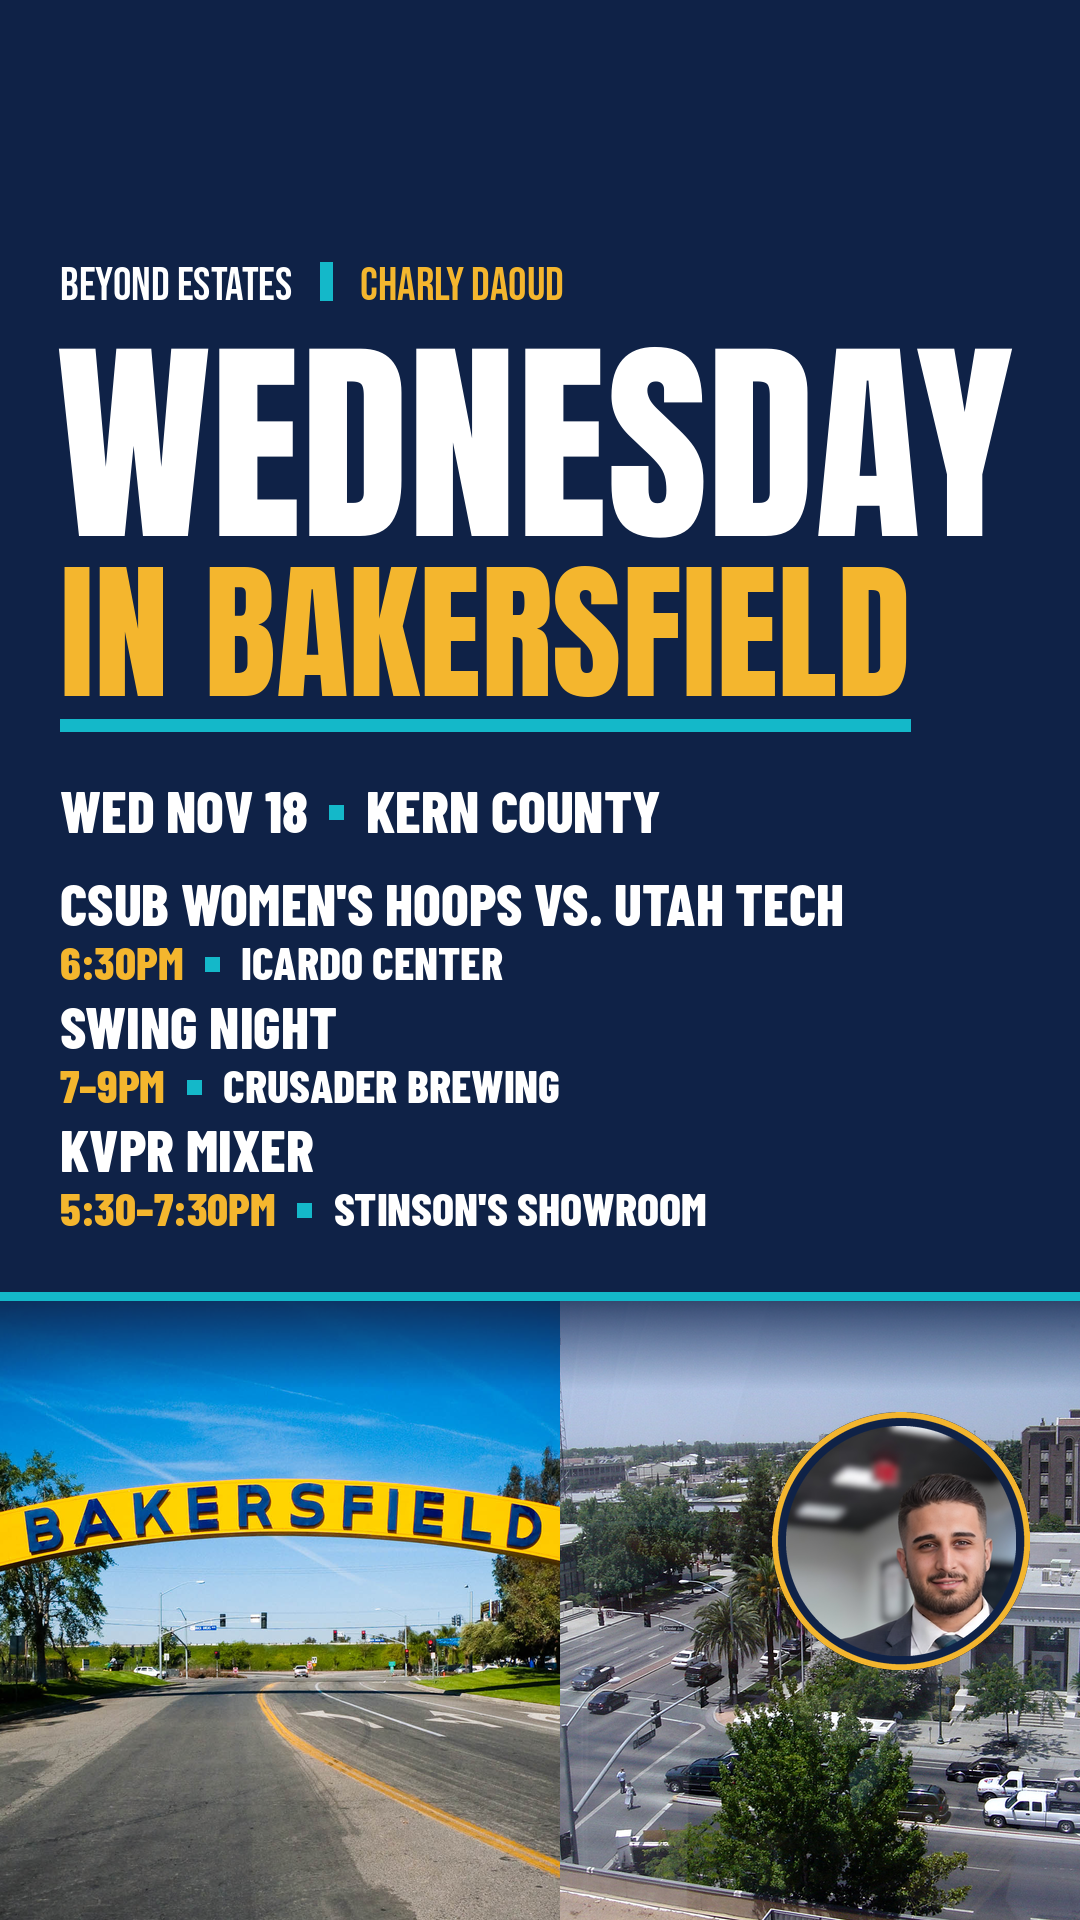 BEYOND ESTATES CHARLY DAOUD
WEDNESDAY
IN BAKERSFIELD
WED NOV 18 ▪ KERN COUNTY
CSUB WOMEN'S HOOPS VS. UTAH TECH
6:30PM ▪ ICARDO CENTER
SWING NIGHT
7–9PM ▪ CRUSADER BREWING
KVPR MIXER
5:30–7:30PM ▪ STINSON'S SHOWROOM
BAKERSFIELD